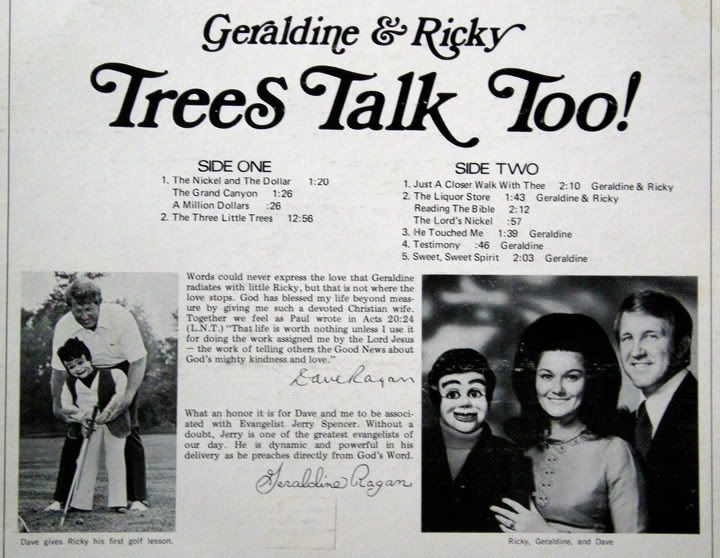 Geraldine & Ricky
Trees Talk Too!
SIDE ONE
1. The Nickel and The Dollar 1:20
The Grand Canyon 1:26
A Million Dollars :26
2. The Three Little Trees 12:56
SIDE TWO
1. Just A Closer Walk With Thee 2:10 Geraldine & Ricky
2. The Liquor Store 1:43 Geraldine & Ricky
Reading The Bible 2:12
The Lord's Nickel :57
3. He Touched Me 1:39 Geraldine
4. Testimony :46 Geraldine
5. Sweet, Sweet Spirit 2:03 Geraldine
Words could never express the love that Geraldine
radiates with little Ricky, but that is not where the
love stops. God has blessed my life beyond meas-
ure by giving me such a devoted Christian wife.
Together we feel as Paul wrote in Acts 20:24
(L.N.T.) "That life is worth nothing unless I use it
for doing the work assigned me by the Lord Jesus
— the work of telling others the Good News about
God's mighty kindness and love."
Dave Ragan
What an honor it is for Dave and me to be associ-
ated with Evangelist Jerry Spencer. Without a
doubt, Jerry is one of the greatest evangelists of
our day. He is dynamic and powerful in his
delivery as he preaches directly from God's Word.
Geraldine Ragan
Dave gives Ricky his first golf lesson.
Ricky, Geraldine, and Dave